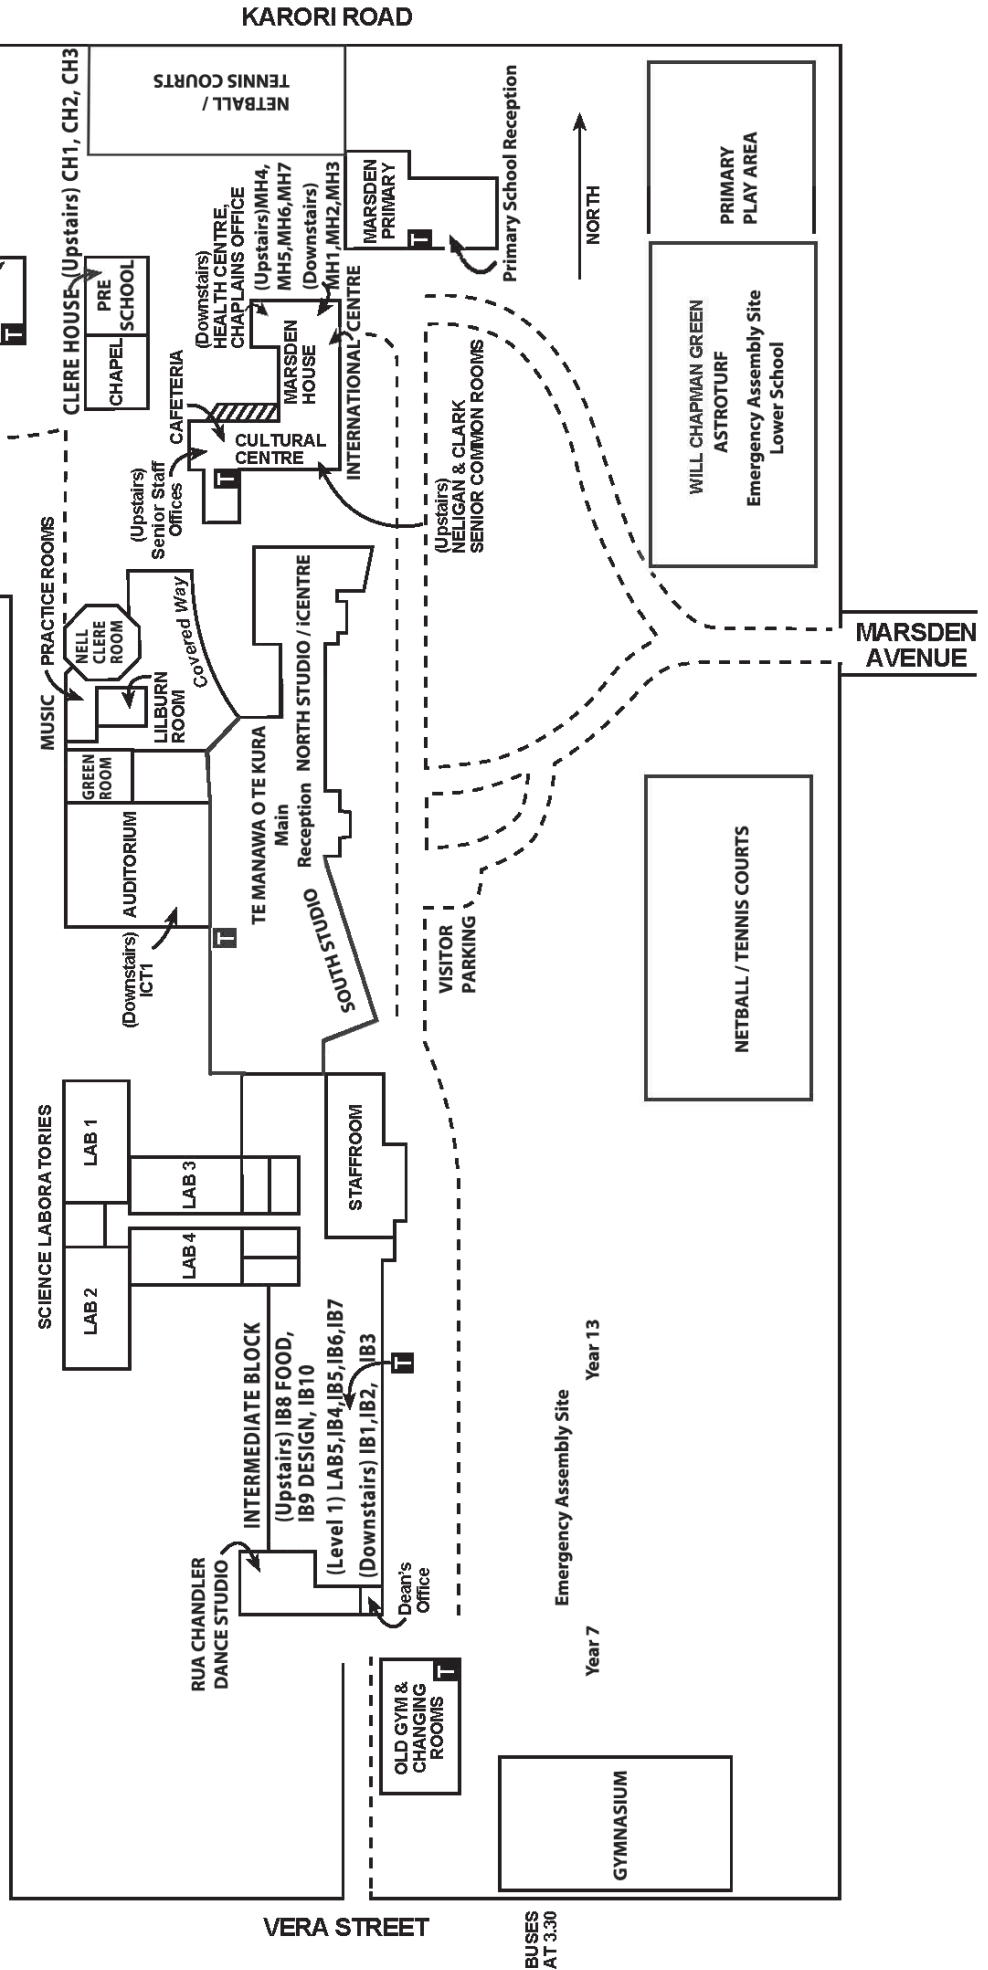 KARORI ROAD
NETBALL /
TENNIS COURTS
CLERE HOUSE (Upstairs) CH1, CH2, CH3
PRE
SCHOOL
CHAPEL
T
(Downstairs)
HEALTH CENTRE,
CHAPLAINS OFFICE
(Upstairs)MH4,
MH5,MH6,MH7
(Downstairs)
MH1,MH2,MH3
MARSDEN
PRIMARY
T
Primary School Reception
NORTH
PRIMARY
PLAY AREA
MARSDEN
HOUSE
INTERNATIONAL CENTRE
CAFETERIA
CULTURAL
CENTRE
T
(Upstairs)
Senior Staff
Offices
(Upstairs)
NELIGAN & CLARK
SENIOR COMMON ROOMS
WILL CHAPMAN GREEN
ASTROTURF
Emergency Assembly Site
Lower School
MARSDEN
AVENUE
MUSIC PRACTICE ROOMS
NELL
CLERE
ROOM
LILBURN
ROOM
Covered Way
GREEN
ROOM
AUDITORIUM
(Downstairs)
ICT1
T
TE MANAWA O TE KURA
Main
Reception
NORTH STUDIO / iCENTRE
SOUTH STUDIO
VISITOR
PARKING
NETBALL / TENNIS COURTS
SCIENCE LABORATORIES
LAB 1
LAB 2
LAB 3
LAB 4
STAFFROOM
INTERMEDIATE BLOCK
(Upstairs) IB8 FOOD,
IB9 DESIGN, IB10
(Level 1) LAB5,IB4,IB5,IB6,IB7
(Downstairs) IB1,IB2, IB3
T
RUA CHANDLER
DANCE STUDIO
Dean's
Office
Emergency Assembly Site
Year 7
Year 13
OLD GYM &
CHANGING
ROOMS
T
GYMNASIUM
VERA STREET
BUSES
AT 3.30